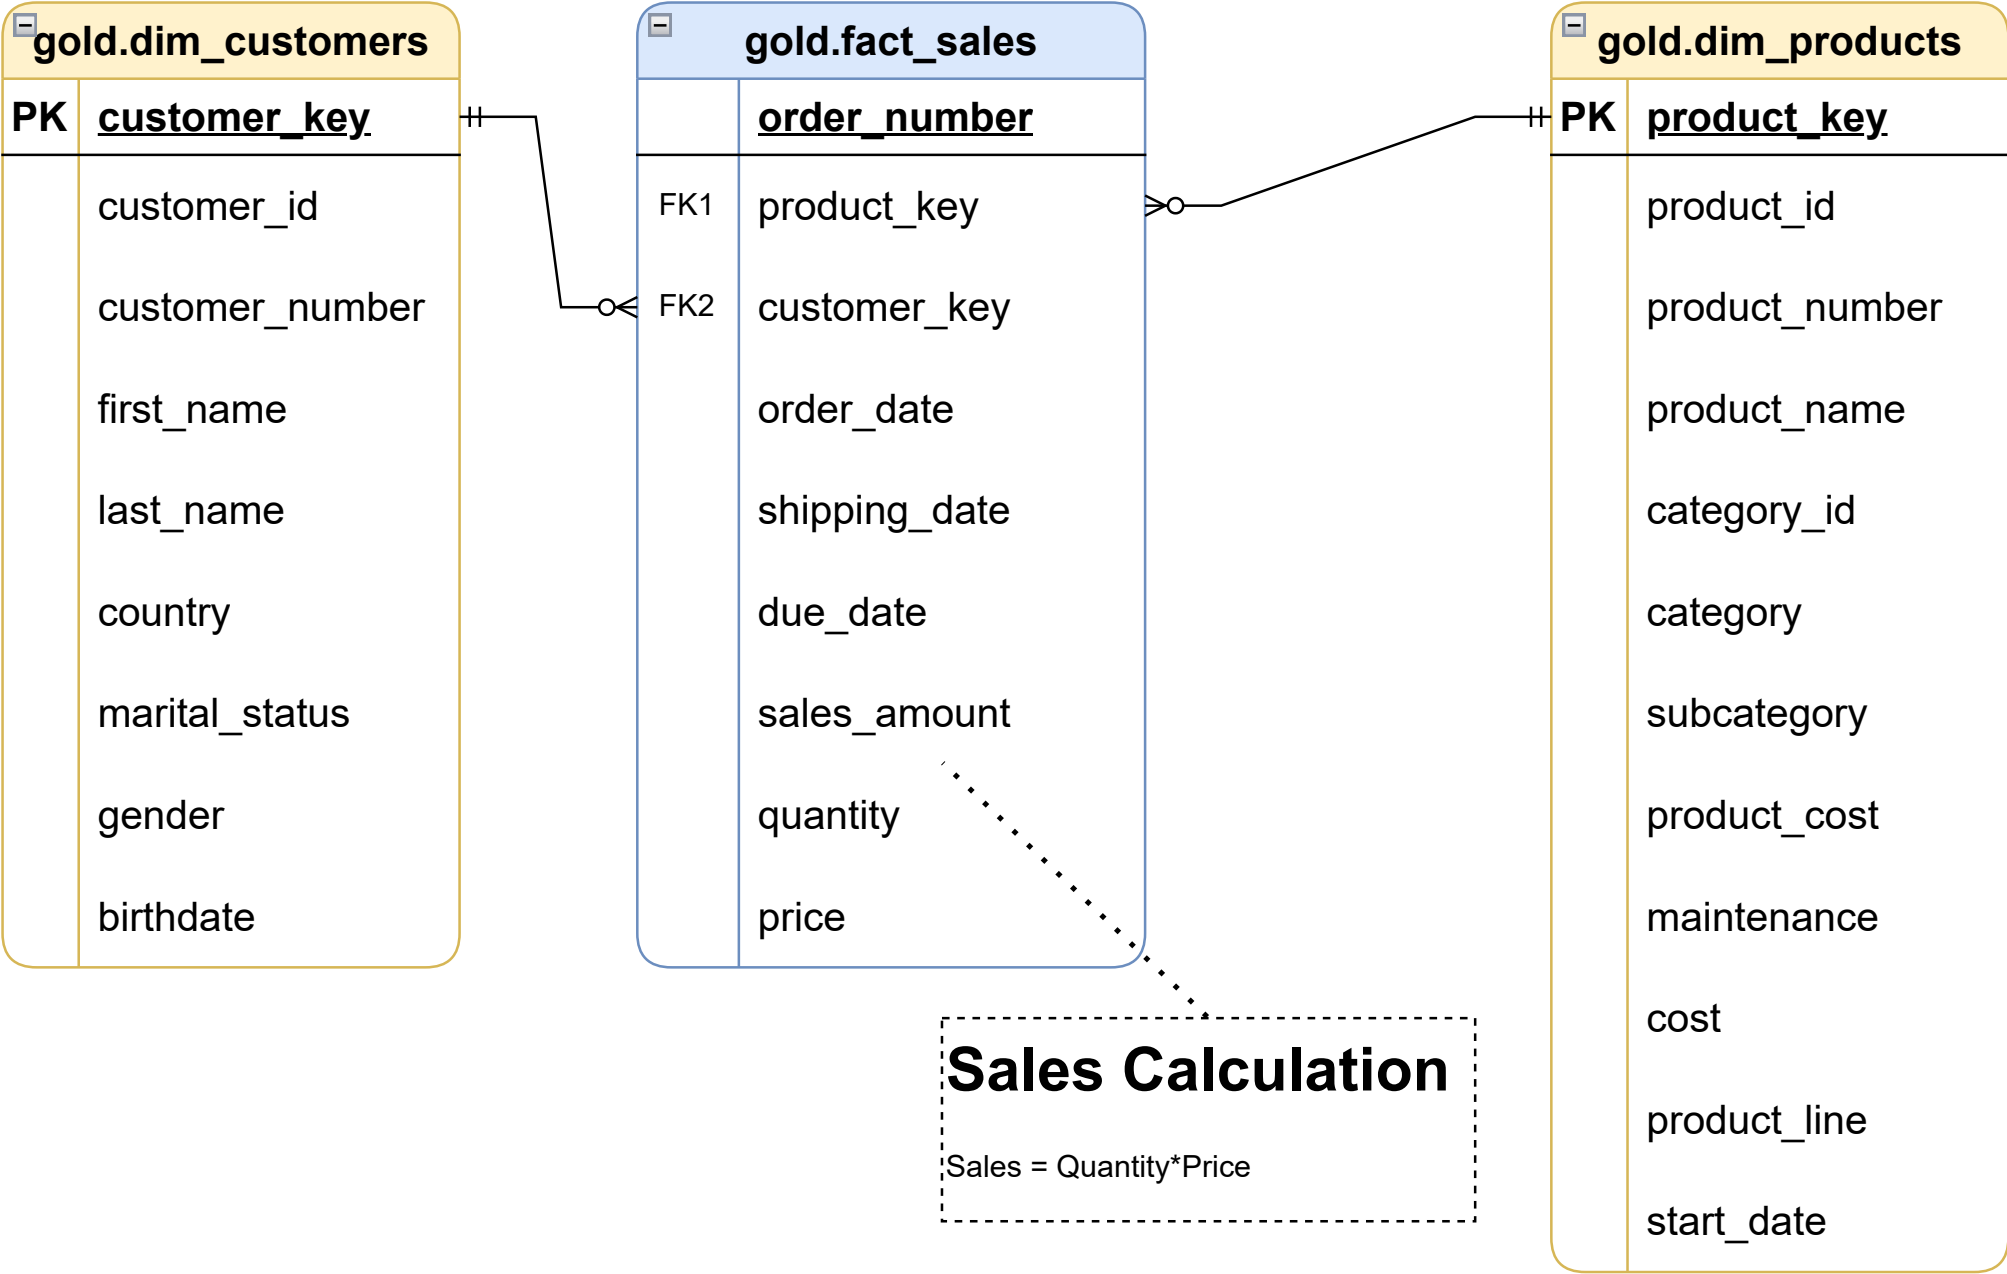 gold.dim_customers
PK customer_key
customer_id
customer_number
first_name
last_name
country
marital_status
gender
birthdate
gold.fact_sales
order_number
FK1 product_key
FK2 customer_key
order_date
shipping_date
due_date
sales_amount
quantity
price
Sales Calculation
Sales = Quantity*Price
gold.dim_products
PK product_key
product_id
product_number
product_name
category_id
category
subcategory
product_cost
maintenance
cost
product_line
start_date